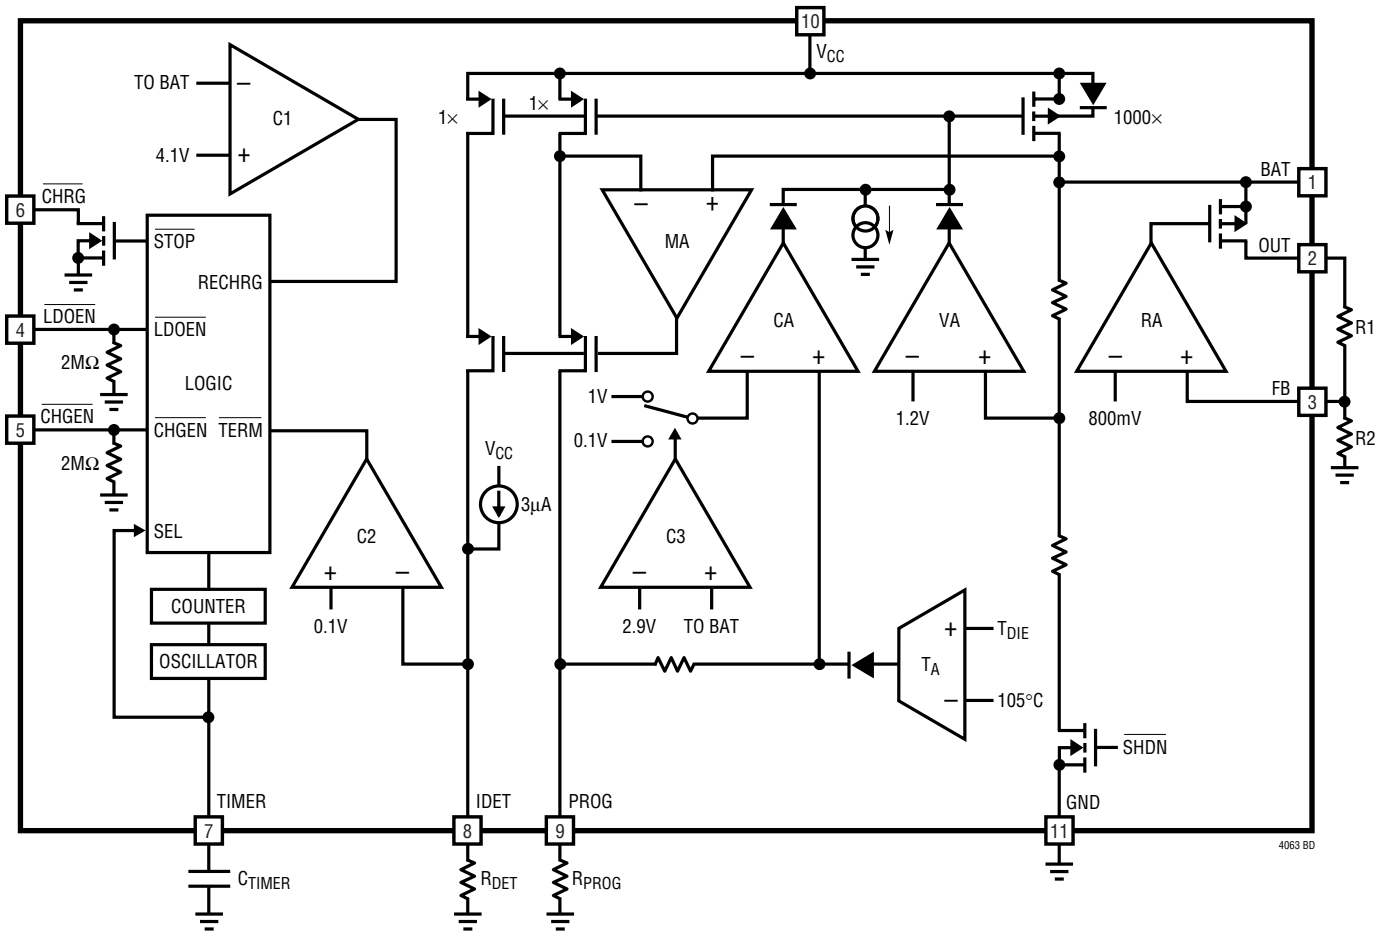 10
VCC
TO BAT
−
C1
4.1V
+
1×
1×
1000×
BAT
1
CHRG
6
STOP
RECHRG
−
+
MA
OUT
2
LDOEN
4
LDOEN
2MΩ
LOGIC
CA
−
+
VA
−
+
RA
−
+
R1
1V
0.1V
1.2V
800mV
FB
3
R2
CHGEN
5
CHGEN
TERM
2MΩ
VCC
3µA
SEL
C2
+
−
0.1V
C3
−
+
2.9V
TO BAT
COUNTER
OSCILLATOR
+
TDIE
TA
−
105°C
SHDN
TIMER
7
IDET
8
PROG
9
GND
11
4063 BD
CTIMER
RDET
RPROG